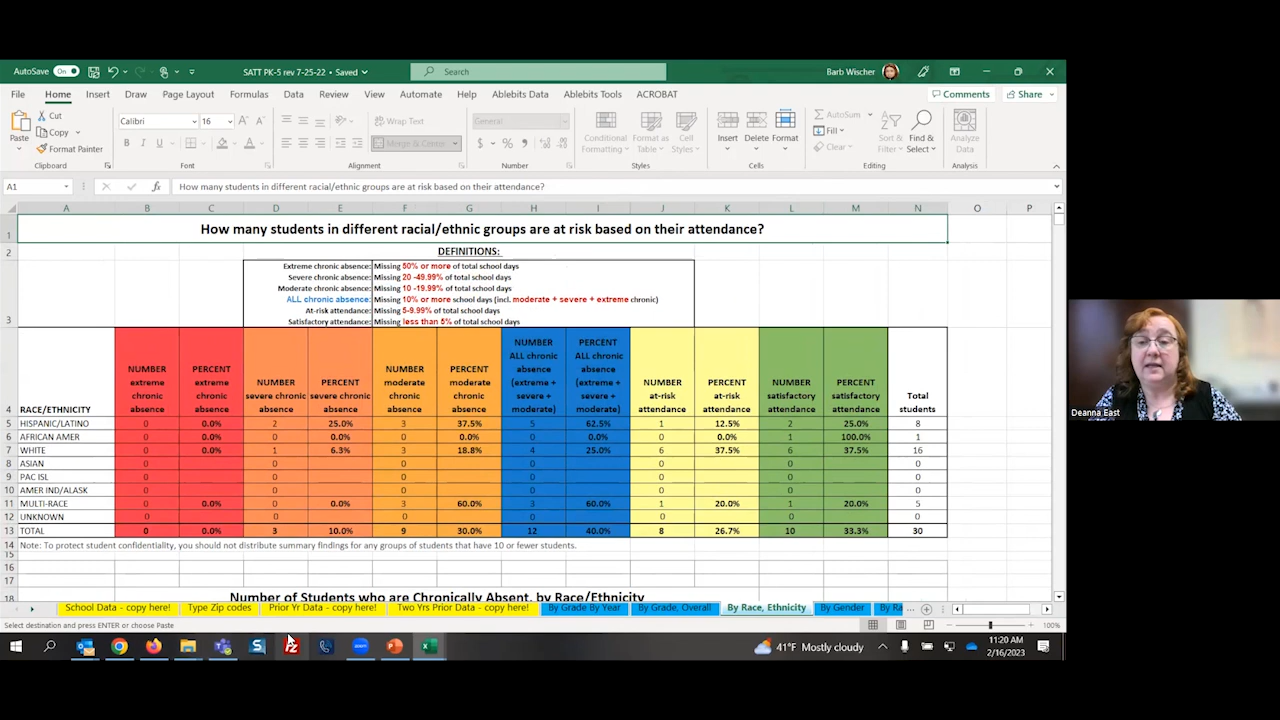 AutoSave On SATT PK-5 rev 7-25-22 • Saved Search Barb Wischer
File Home Insert Draw Page Layout Formulas Data Review View Automate Help Ablebits Data Ablebits Tools ACROBAT Comments Share
Paste Cut Copy Format Painter
Calibri 16 A A
B I U A
Wrap Text
Merge & Center
General
$ % ,
Conditional Formatting Format as Table Cell Styles
Insert Delete Format
AutoSum Fill Clear
Sort & Filter Find & Select
Analyze Data
Clipboard Font Alignment Number Styles Cells Editing Analysis
A1 fx How many students in different racial/ethnic groups are at risk based on their attendance?
A B C D E F G H I J K L M N O P
1 How many students in different racial/ethnic groups are at risk based on their attendance?
2 DEFINITIONS:
Extreme chronic absence: Missing 50% or more of total school days
Severe chronic absence: Missing 20 -49.99% of total school days
Moderate chronic absence: Missing 10 -19.99% of total school days
ALL chronic absence: Missing 10% or more school days (incl. moderate + severe + extreme chronic)
At-risk attendance: Missing 5-9.99% of total school days
3 Satisfactory attendance: Missing less than 5% of total school days
4 RACE/ETHNICITY NUMBER extreme chronic absence PERCENT extreme chronic absence NUMBER severe chronic absence PERCENT severe chronic absence NUMBER moderate chronic absence PERCENT moderate chronic absence NUMBER ALL chronic absence (extreme + severe + moderate) PERCENT ALL chronic absence (extreme + severe + moderate) NUMBER at-risk attendance PERCENT at-risk attendance NUMBER satisfactory attendance PERCENT satisfactory attendance Total students
5 HISPANIC/LATINO 0 0.0% 2 25.0% 3 37.5% 5 62.5% 1 12.5% 2 25.0% 8
6 AFRICAN AMER 0 0.0% 0 0.0% 0 0.0% 0 0.0% 0 0.0% 1 100.0% 1
7 WHITE 0 0.0% 1 6.3% 3 18.8% 4 25.0% 6 37.5% 6 37.5% 16
8 ASIAN 0 0 0 0 0 0 0
9 PAC ISL 0 0 0 0 0 0 0
10 AMER IND/ALASK 0 0 0 0 0 0 0
11 MULTI-RACE 0 0.0% 0 0.0% 3 60.0% 3 60.0% 1 20.0% 1 20.0% 5
12 UNKNOWN 0 0 0 0 0 0 0
13 TOTAL 0 0.0% 3 10.0% 9 30.0% 12 40.0% 8 26.7% 10 33.3% 30
14 Note: To protect student confidentiality, you should not distribute summary findings for any groups of students that have 10 or fewer students.
15
16
17
18 Number of Students who are Chronically Absent, by Race/Ethnicity
School Data - copy here! Type Zip codes Prior Yr Data - copy here! Two Yrs Prior Data - copy here! By Grade By Year By Grade, Overall By Race, Ethnicity By Gender By Ra ...
Select destination and press ENTER or choose Paste 100%
41°F Mostly cloudy 11:20 AM
2/16/2023
Deanna East